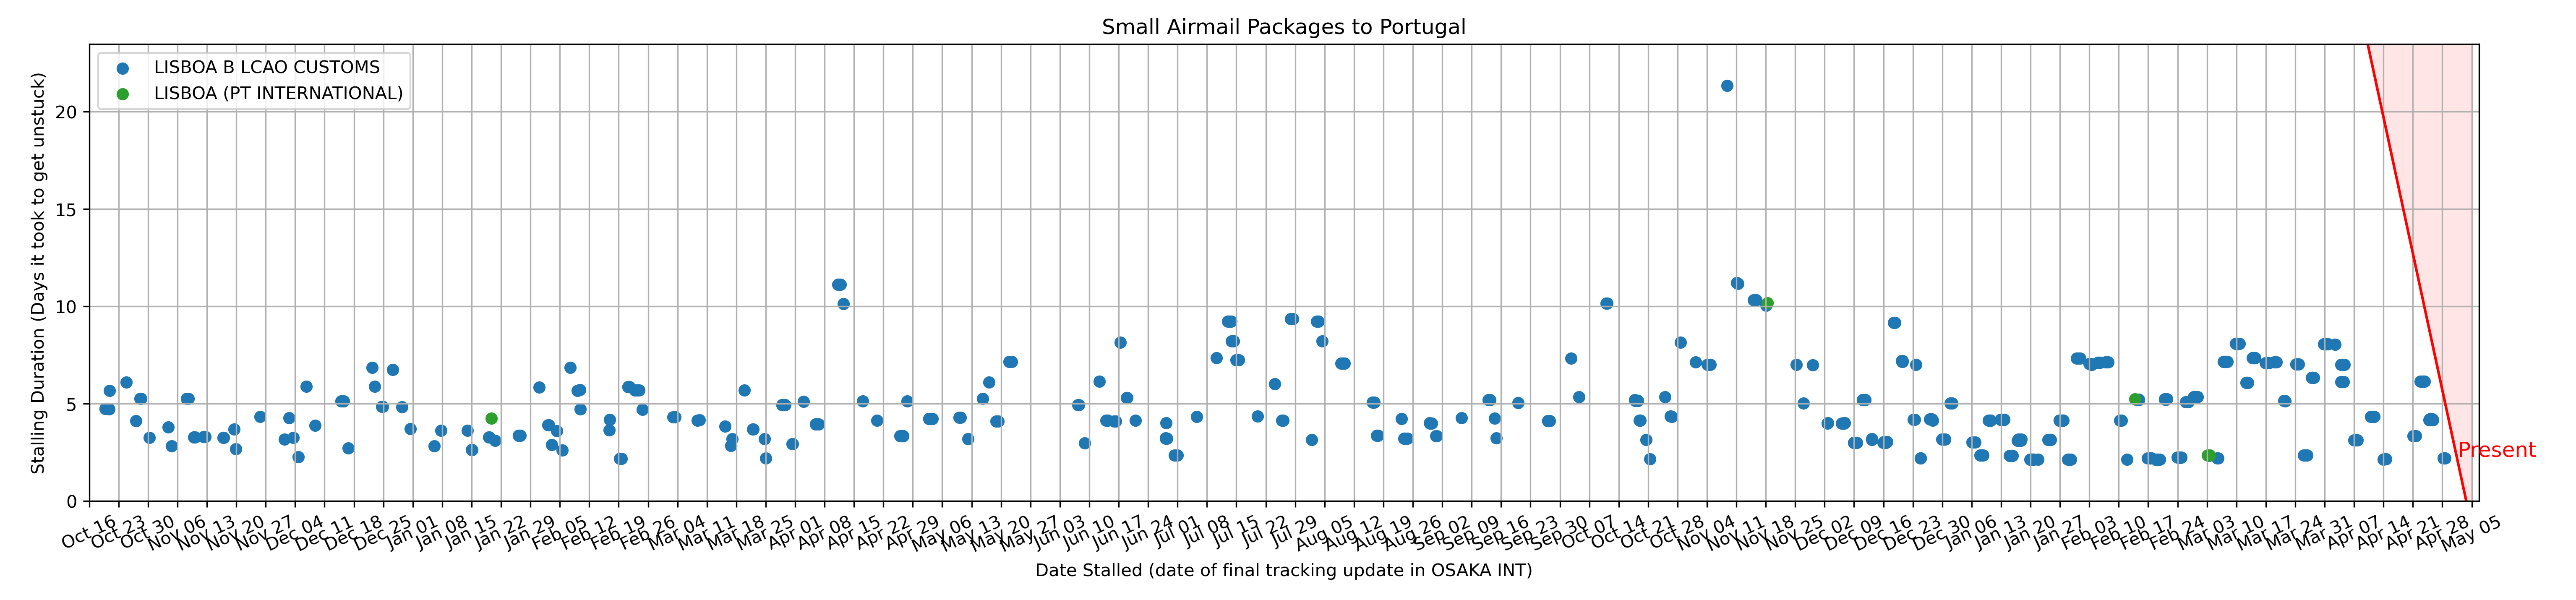 Small Airmail Packages to Portugal
LISBOA B LCAO CUSTOMS
LISBOA (PT INTERNATIONAL)
Stalling Duration (Days it took to get unstuck)
20
15
10
5
0
Present
Oct 16
Oct 23
Oct 30
Nov 06
Nov 13
Nov 20
Nov 27
Dec 04
Dec 11
Dec 18
Dec 25
Jan 01
Jan 08
Jan 15
Jan 22
Jan 29
Feb 05
Feb 12
Feb 19
Feb 26
Mar 04
Mar 11
Mar 18
Mar 25
Apr 01
Apr 08
Apr 15
Apr 22
Apr 29
May 06
May 13
May 20
May 27
Jun 03
Jun 10
Jun 17
Jun 24
Jul 01
Jul 08
Jul 15
Jul 22
Jul 29
Aug 05
Aug 12
Aug 19
Aug 26
Sep 02
Sep 09
Sep 16
Sep 23
Sep 30
Oct 07
Oct 14
Oct 21
Oct 28
Nov 04
Nov 11
Nov 18
Nov 25
Dec 02
Dec 09
Dec 16
Dec 23
Dec 30
Jan 06
Jan 13
Jan 20
Jan 27
Feb 03
Feb 10
Feb 17
Feb 24
Mar 03
Mar 10
Mar 17
Mar 24
Mar 31
Apr 07
Apr 14
Apr 21
Apr 28
May 05
Date Stalled (date of final tracking update in OSAKA INT)